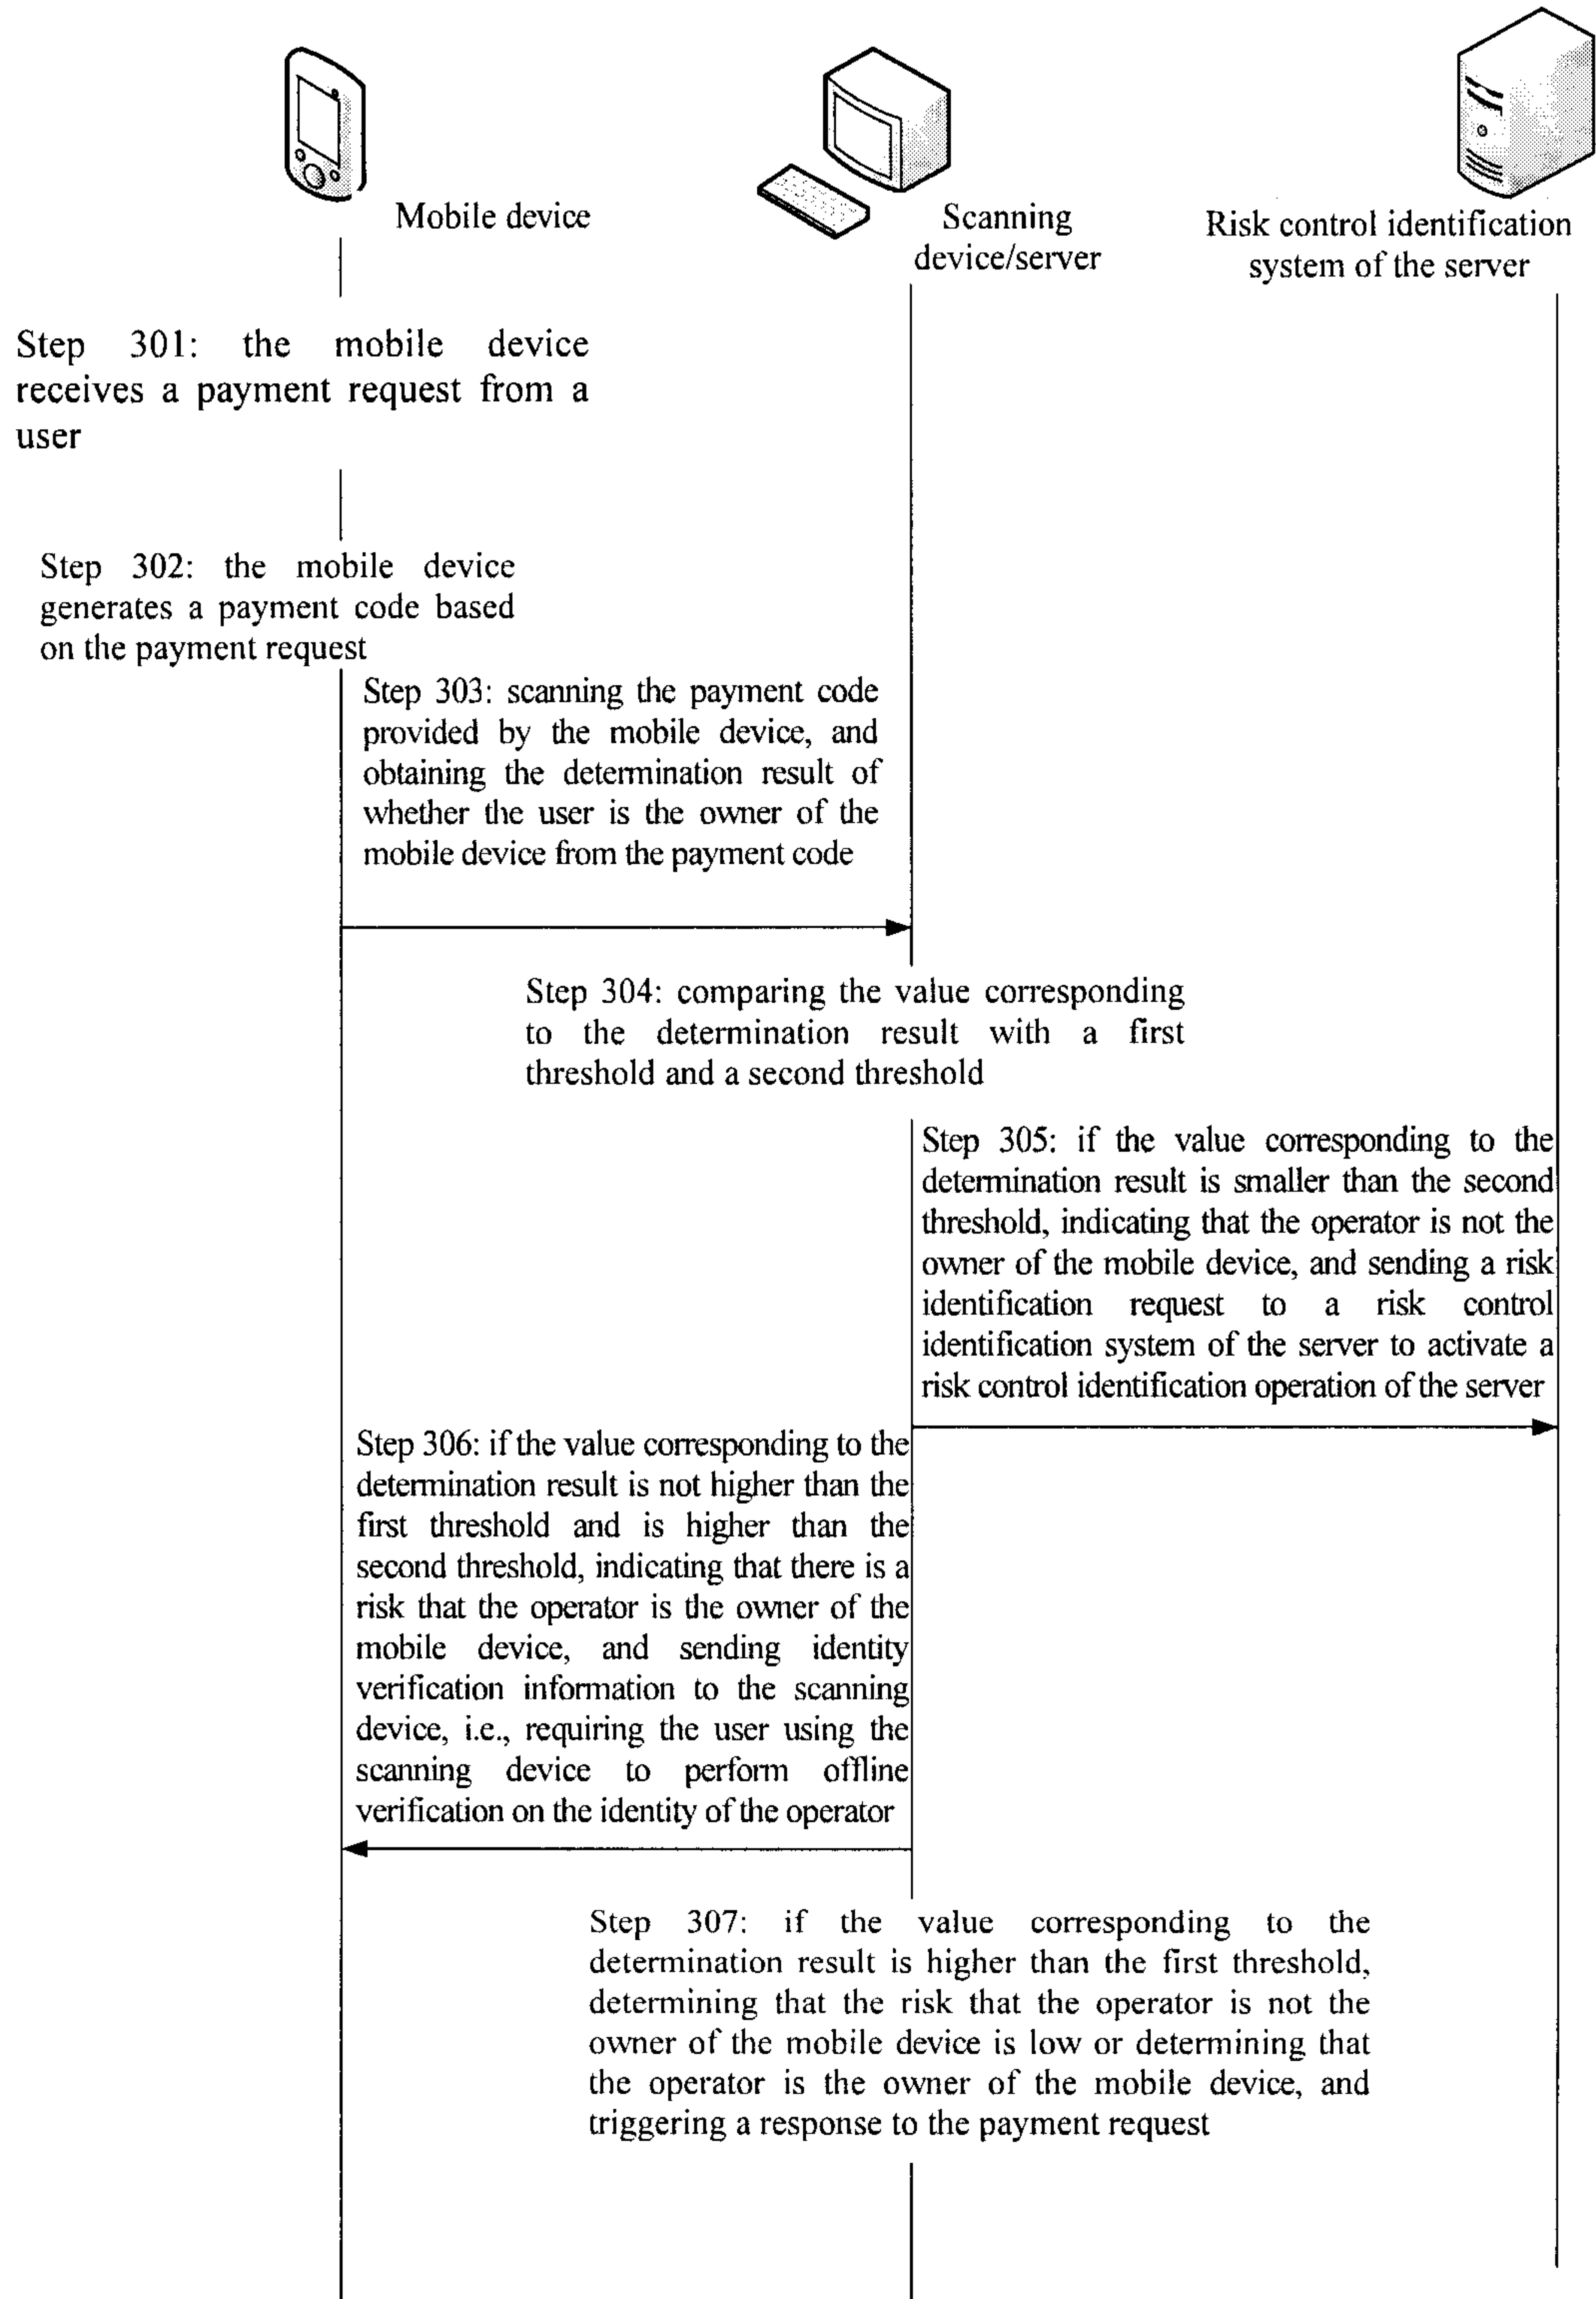 Mobile device
Scanning
device/server
Risk control identification
system of the server
Step 301: the mobile device
receives a payment request from a
user
Step 302: the mobile device
generates a payment code based
on the payment request
Step 303: scanning the payment code
provided by the mobile device, and
obtaining the determination result of
whether the user is the owner of the
mobile device from the payment code
Step 304: comparing the value corresponding
to the determination result with a first
threshold and a second threshold
Step 305: if the value corresponding to the
determination result is smaller than the second
threshold, indicating that the operator is not the
owner of the mobile device, and sending a risk
identification request to a risk control
identification system of the server to activate a
risk control identification operation of the server
Step 306: if the value corresponding to the
determination result is not higher than the
first threshold and is higher than the
second threshold, indicating that there is a
risk that the operator is the owner of the
mobile device, and sending identity
verification information to the scanning
device, i.e., requiring the user using the
scanning device to perform offline
verification on the identity of the operator
Step 307: if the value corresponding to the
determination result is higher than the first threshold,
determining that the risk that the operator is not the
owner of the mobile device is low or determining that
the operator is the owner of the mobile device, and
triggering a response to the payment request